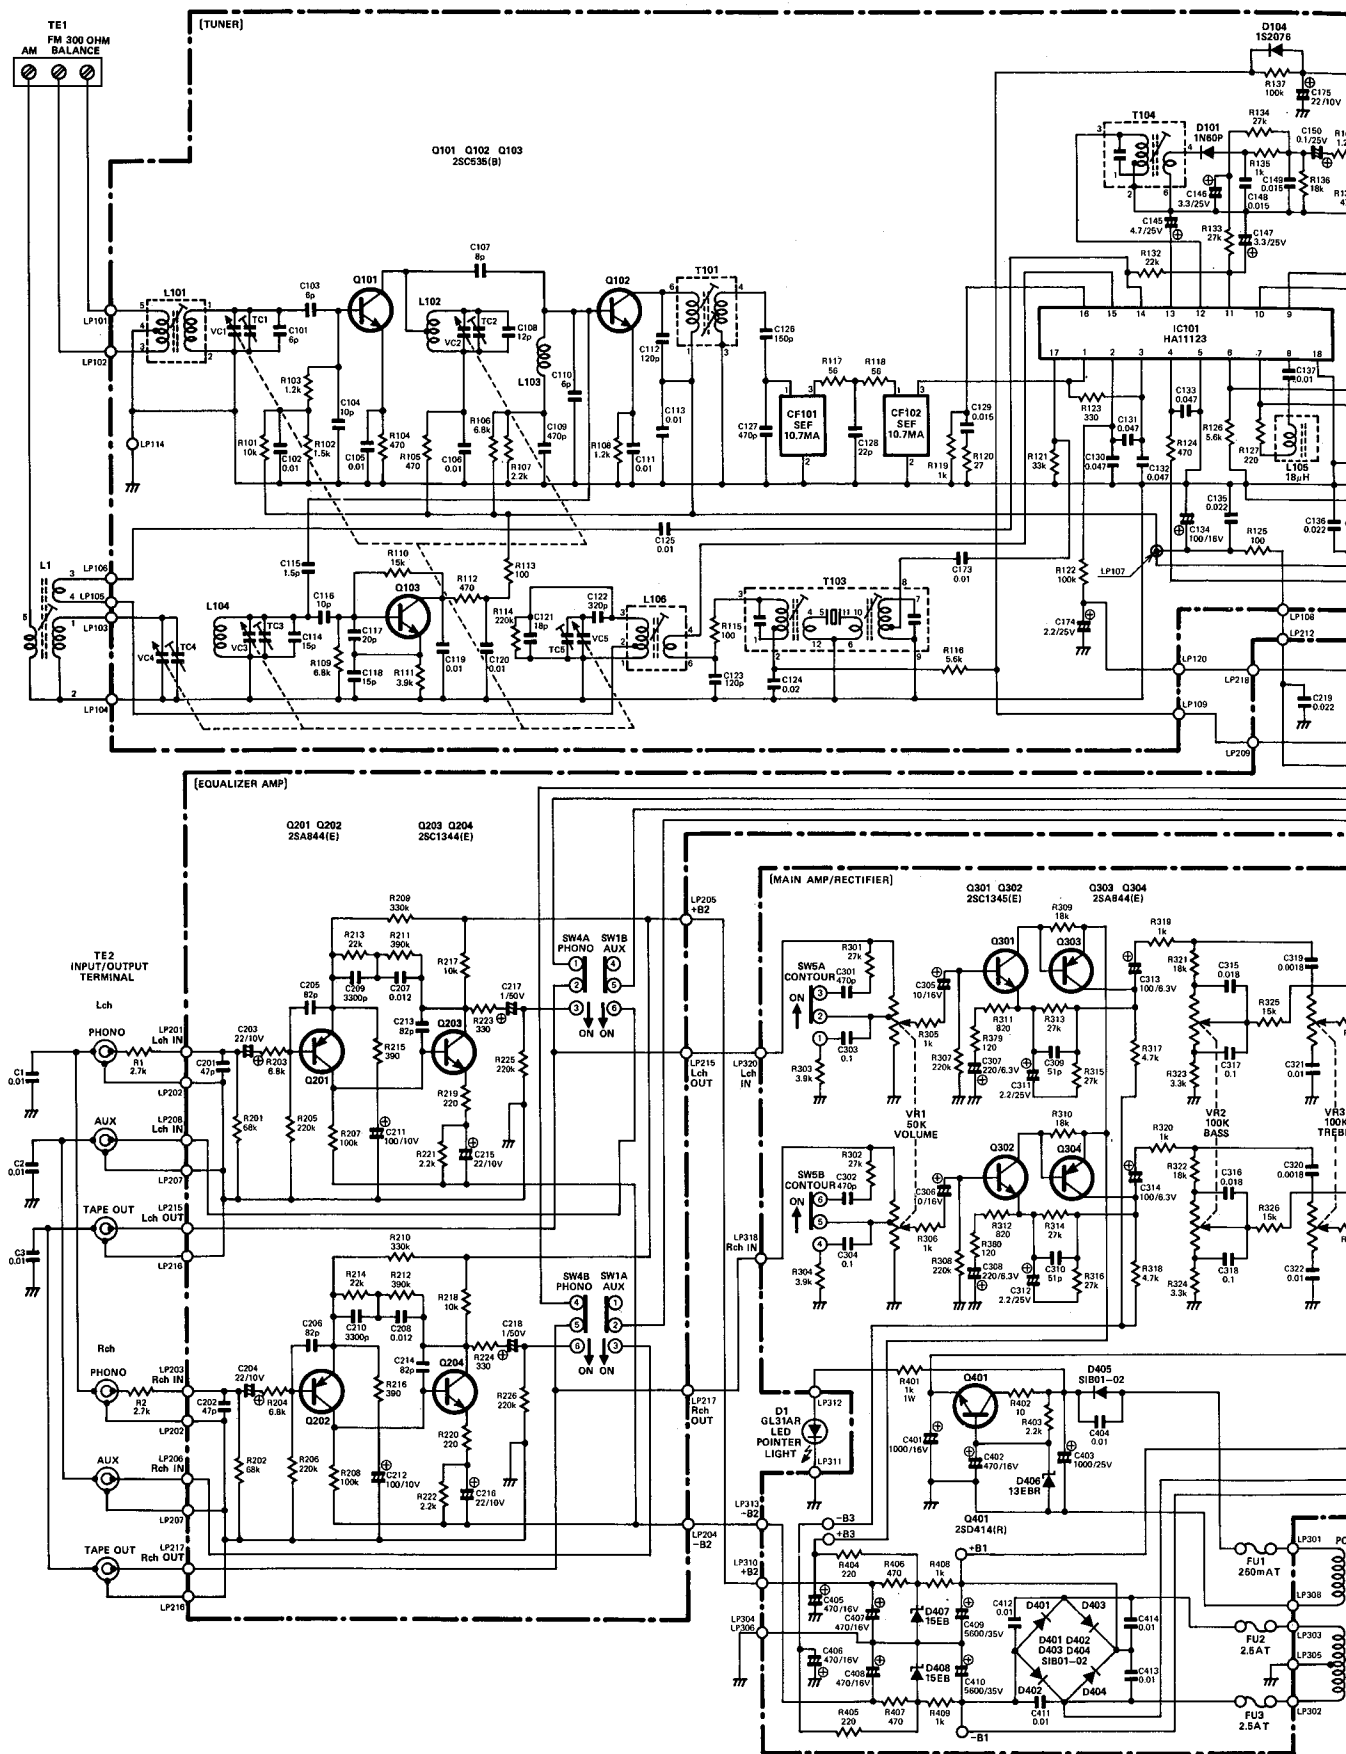 [TUNER]
TE1
FM 300 OHM
AM BALANCE
D104
1S2076
R137
100k
C175
22/10V
T104
D101
1N60P
R134
27k
C150
0.1/25V
R135
1k
C149
0.015
R136
18k
C146
3.3/25V
C148
0.015
C145
4.7/25V
R133
27k
C147
3.3/25V
R132
22k
Q101 Q102 Q103
2SC535(B)
C107
8p
L101
C103
6p
Q101
L102
Q102
T101
LP101
LP102
VC1
TC1
C101
6p
TC2
VC2
C108
12p
L103
C110
6p
C112
120p
C126
150p
R117
56
R118
56
CF101
SEF
10.7MA
CF102
SEF
10.7MA
16 15 14 13 12 11 10 9
IC101
HA11123
17 1 2 3 4 5 6 7 8 18
R103
1.2k
C104
10p
R101
10k
C102
0.01
R102
1.5k
C105
0.01
R104
470
R105
470
C106
0.01
R106
6.8k
R107
2.2k
C109
470p
R108
1.2k
C111
0.01
C113
0.01
C127
470p
C128
22p
C129
0.015
R119
1k
R120
27
R121
33k
R123
330
C131
0.047
C130
0.047
C132
0.047
C133
0.047
R124
470
R126
5.6k
R127
220
C137
0.01
L105
18μH
LP114
C134
100/16V
C135
0.022
R125
100
C136
0.022
C125
0.01
C115
1.5p
R110
15k
R113
100
R112
470
C173
0.01
R122
100k
LP107
L1
LP106
LP105
LP103
LP104
L104
C116
10p
Q103
R114
220k
C121
18p
C122
320p
L106
T103
VC4
TC4
VC3
TC3
C114
15p
R109
6.8k
C117
20p
C118
15p
R111
3.9k
C119
0.01
C120
0.01
TC5
VC5
R115
100
C123
120p
C124
0.02
R116
5.6k
C174
2.2/25V
LP108
LP212
LP120
LP218
LP109
LP209
C219
0.022
[EQUALIZER AMP]
Q201 Q202
2SA844(E)
Q203 Q204
2SC1344(E)
LP205
+B2
[MAIN AMP/RECTIFIER]
Q301 Q302
2SC1345(E)
Q303 Q304
2SA844(E)
TE2
INPUT/OUTPUT
TERMINAL
Lch
R209
330k
R213
22k
R211
390k
C205
82p
C209
3300p
C207
0.012
R217
10k
C217
1/50V
R223
330
SW4A
PHONO
SW1B
AUX
ON ON
PHONO
LP201
Lch IN
C203
22/10V
R203
6.8k
R1
2.7k
C201
47p
LP202
Q201
R215
390
C213
82p
Q203
R225
220k
R219
220
C1
0.01
AUX
LP208
Lch IN
R201
68k
R205
220k
R207
100k
C211
100/10V
R221
2.2k
C215
22/10V
C2
0.01
LP207
TAPE OUT
LP215
Lch OUT
C3
0.01
LP216
LP215
Lch
OUT
LP320
Lch
IN
SW5A
CONTOUR
ON
C301
470p
R301
27k
C303
0.1
R303
3.9k
VR1
50K
VOLUME
C305
10/16V
R305
1k
R307
220k
Q301
R309
18k
Q303
R311
820
R379
120
C307
220/6.3V
C311
2.2/25V
R313
27k
C309
51p
R315
27k
C313
100/6.3V
R317
4.7k
R319
1k
R321
18k
C315
0.018
R323
3.3k
C317
0.1
R325
15k
C319
0.0018
C321
0.01
VR2
100K
BASS
VR3
100K
R210
330k
R214
22k
R212
390k
C206
82p
C210
3300p
C208
0.012
R218
10k
C218
1/50V
R224
330
SW4B
PHONO
SW1A
AUX
ON ON
Rch
PHONO
LP203
Rch IN
C204
22/10V
R204
6.8k
R2
2.7k
C202
47p
LP202
Q202
R216
390
C214
82p
Q204
R226
220k
R220
220
AUX
LP206
Rch IN
R202
68k
R206
220k
R208
100k
C212
100/10V
R222
2.2k
C216
22/10V
LP207
TAPE OUT
LP217
Rch OUT
LP216
LP217
Rch
OUT
LP204
-B2
LP318
Rch IN
SW5B
CONTOUR
ON
C302
470p
R302
27k
C304
0.1
R304
3.9k
C306
10/16V
R306
1k
R308
220k
Q302
R310
18k
Q304
R312
820
R380
120
C308
220/6.3V
C312
2.2/25V
R314
27k
C310
51p
R316
27k
C314
100/6.3V
R318
4.7k
R320
1k
R322
18k
C316
0.018
R324
3.3k
C318
0.1
R326
15k
C320
0.0018
C322
0.01
D1
GL31AR
LED
POINTER
LIGHT
LP312
LP311
R401
1k
1W
Q401
R402
10
R403
2.2k
D405
SIB01-02
C404
0.01
C401
1000/16V
C402
470/16V
C403
1000/25V
D406
13EBR
Q401
2SD414(R)
LP313
-B2
-B3
+B3
LP310
+B2
R404
220
R406
470
R408
1k
+B1
C405
470/16V
C407
470/16V
D407
15EB
C409
5600/35V
C412
0.01
D401
D403
D401 D402
D403 D404
SIB01-02
C414
0.01
C413
0.01
D402
D404
LP304
LP306
C406
470/16V
C408
470/16V
D408
15EB
C410
5600/35V
R405
220
R407
470
R409
1k
C411
0.01
-B1
FU1
250mAT
FU2
2.5AT
FU3
2.5AT
LP301
LP308
LP303
LP305
LP302